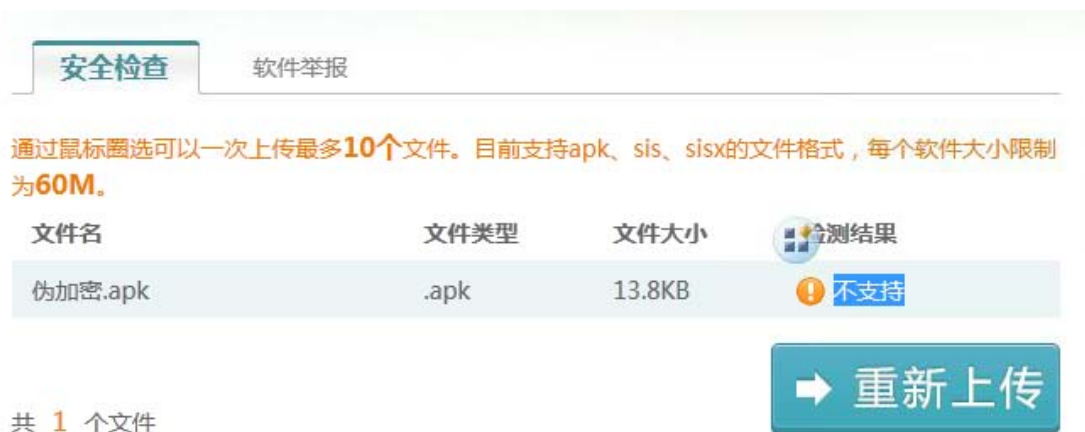 安全检查 软件举报
通过鼠标圈选可以一次上传最多10个文件。目前支持apk、sis、sisx的文件格式，每个软件大小限制
为60M。
文件名 文件类型 文件大小 检测结果
伪加密.apk .apk 13.8KB 不支持
重新上传
共 1 个文件